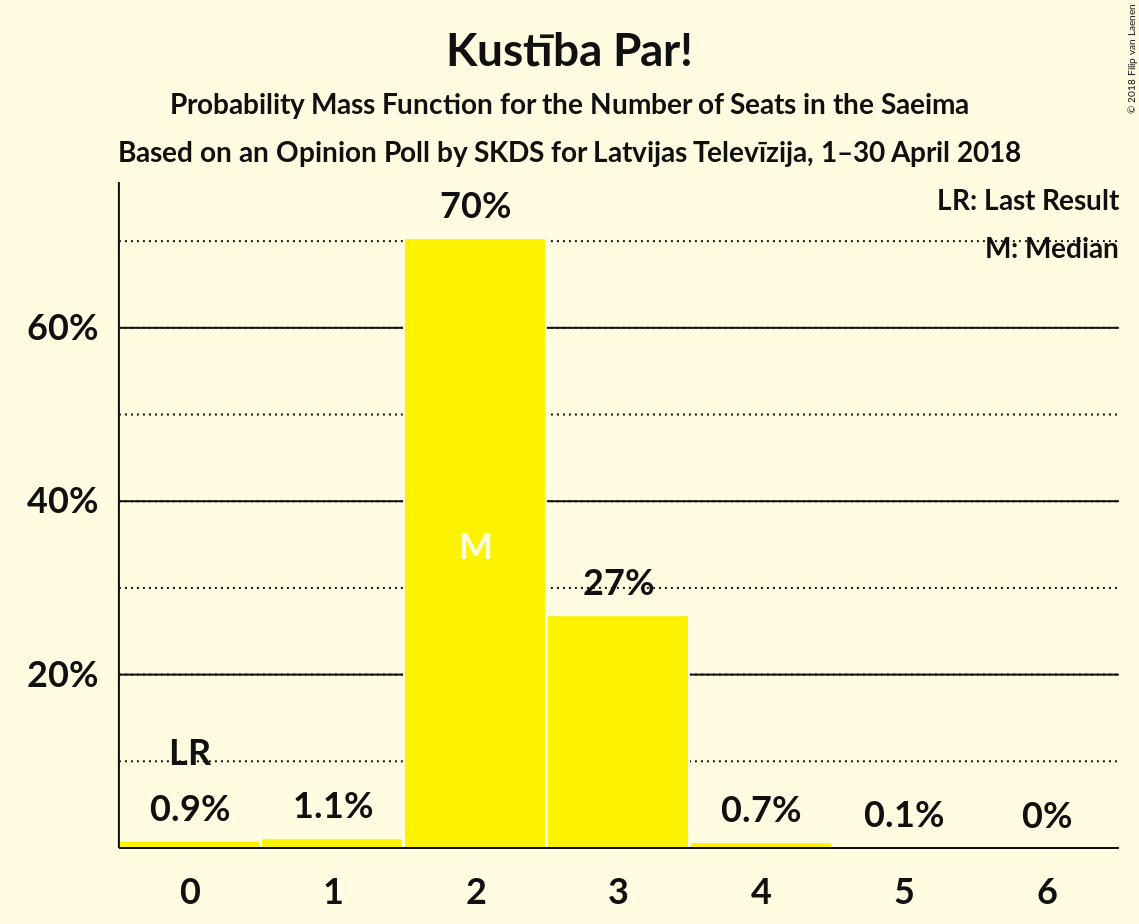 Kustība Par!
Probability Mass Function for the Number of Seats in the Saeima
Based on an Opinion Poll by SKDS for Latvijas Televīzija, 1–30 April 2018
© 2018 Filip van Laenen
LR: Last Result
M: Median
70%
60%
40%
M
27%
20%
LR
0.9%
1.1%
0.7%
0.1%
0%
0 1 2 3 4 5 6